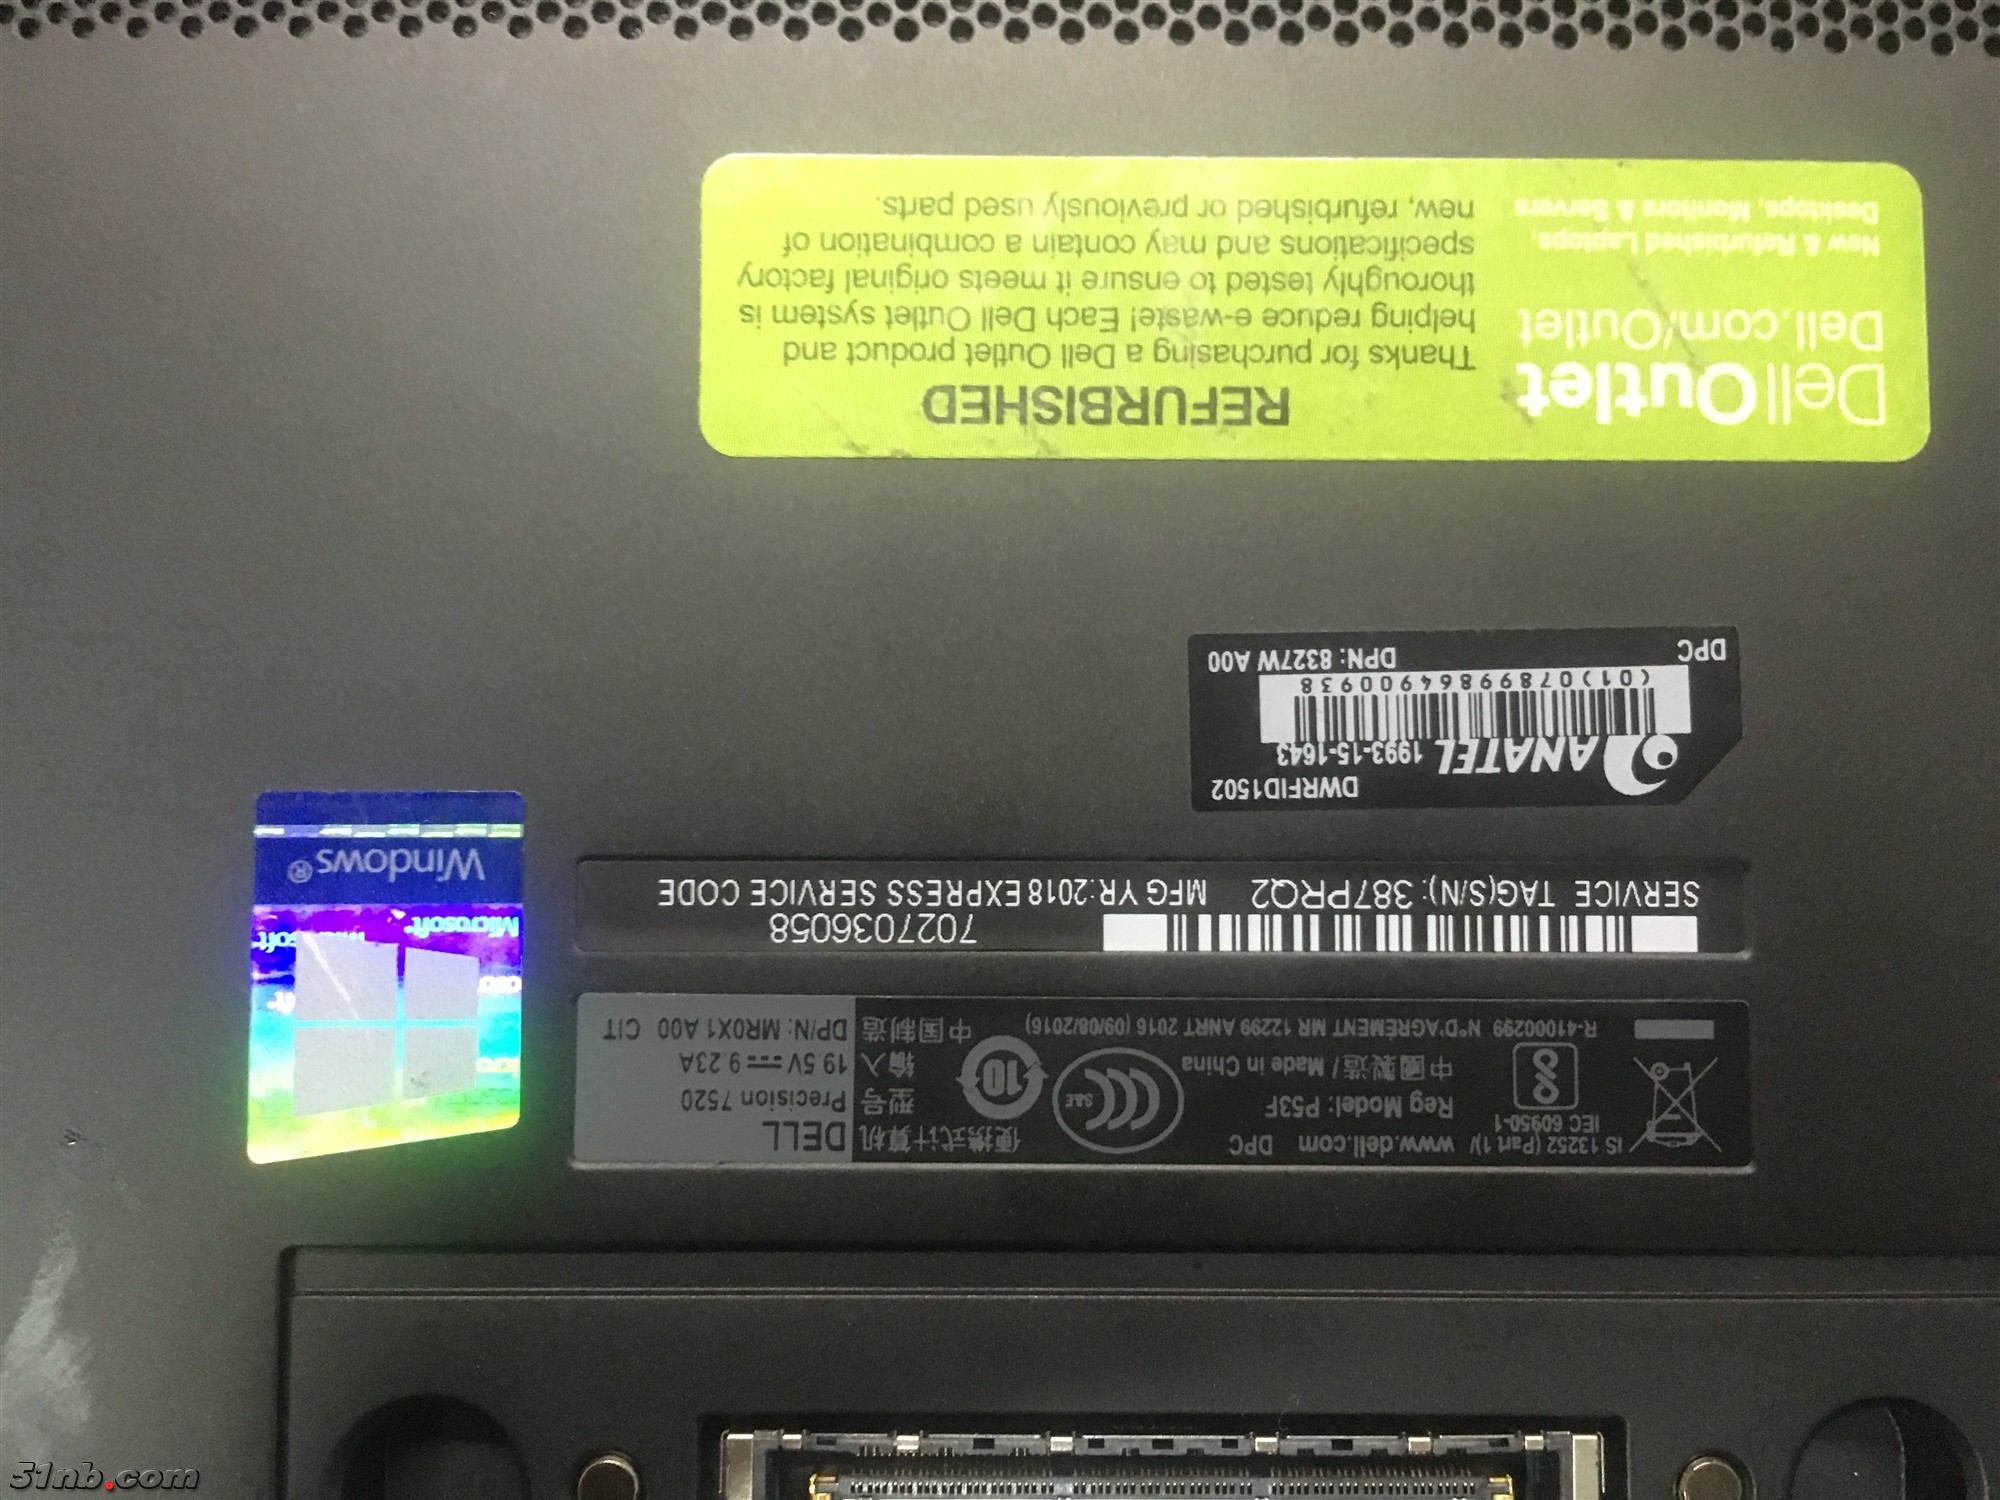 DELL
Precision 7520
19.5V 9.23A
DP/N: MR0X1 A00 CIT
便携式计算机
型号
输入
中国制造
10
S&E
IS 13252 (Part 1)/
IEC 60950-1
www.dell.com DPC
Reg Model: P53F
中國製造 / Made in China
R-41000299 N°D'AGRÉMENT MR 12299 ANRT 2016 (09/08/2016)
7027036058
SERVICE TAG(S/N): 387PRQ2 MFG YR:2018 EXPRESS SERVICE CODE
DWRFID1502
ANATEL 1993-15-1643
(01)07899864900938
DPC DPN: 8327W A00
Dell Outlet
Dell.com/Outlet
New & Refurbished Laptops,
Desktops, Monitors & Servers
REFURBISHED
Thanks for purchasing a Dell Outlet product and
helping reduce e-waste! Each Dell Outlet system is
thoroughly tested to ensure it meets original factory
specifications and may contain a combination of
new, refurbished or previously used parts.
Microsoft
Windows®
51nb.com